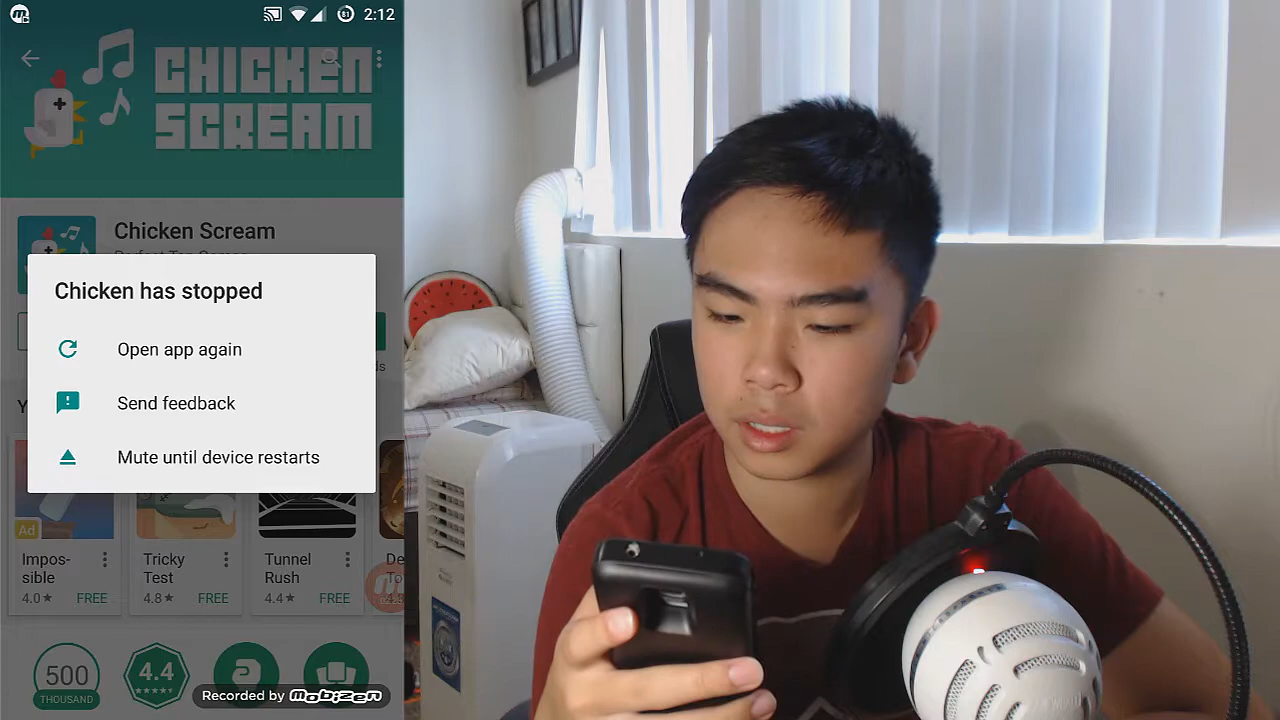 2:12
CHICKEN
SCREAM
Chicken Scream
Chicken has stopped
Open app again
Send feedback
Mute until device restarts
Ad
Impos-
sible
4.0★ FREE
Tricky
Test
4.8★ FREE
Tunnel
Rush
4.4★ FREE
500
THOUSAND
4.4
Recorded by mobizen